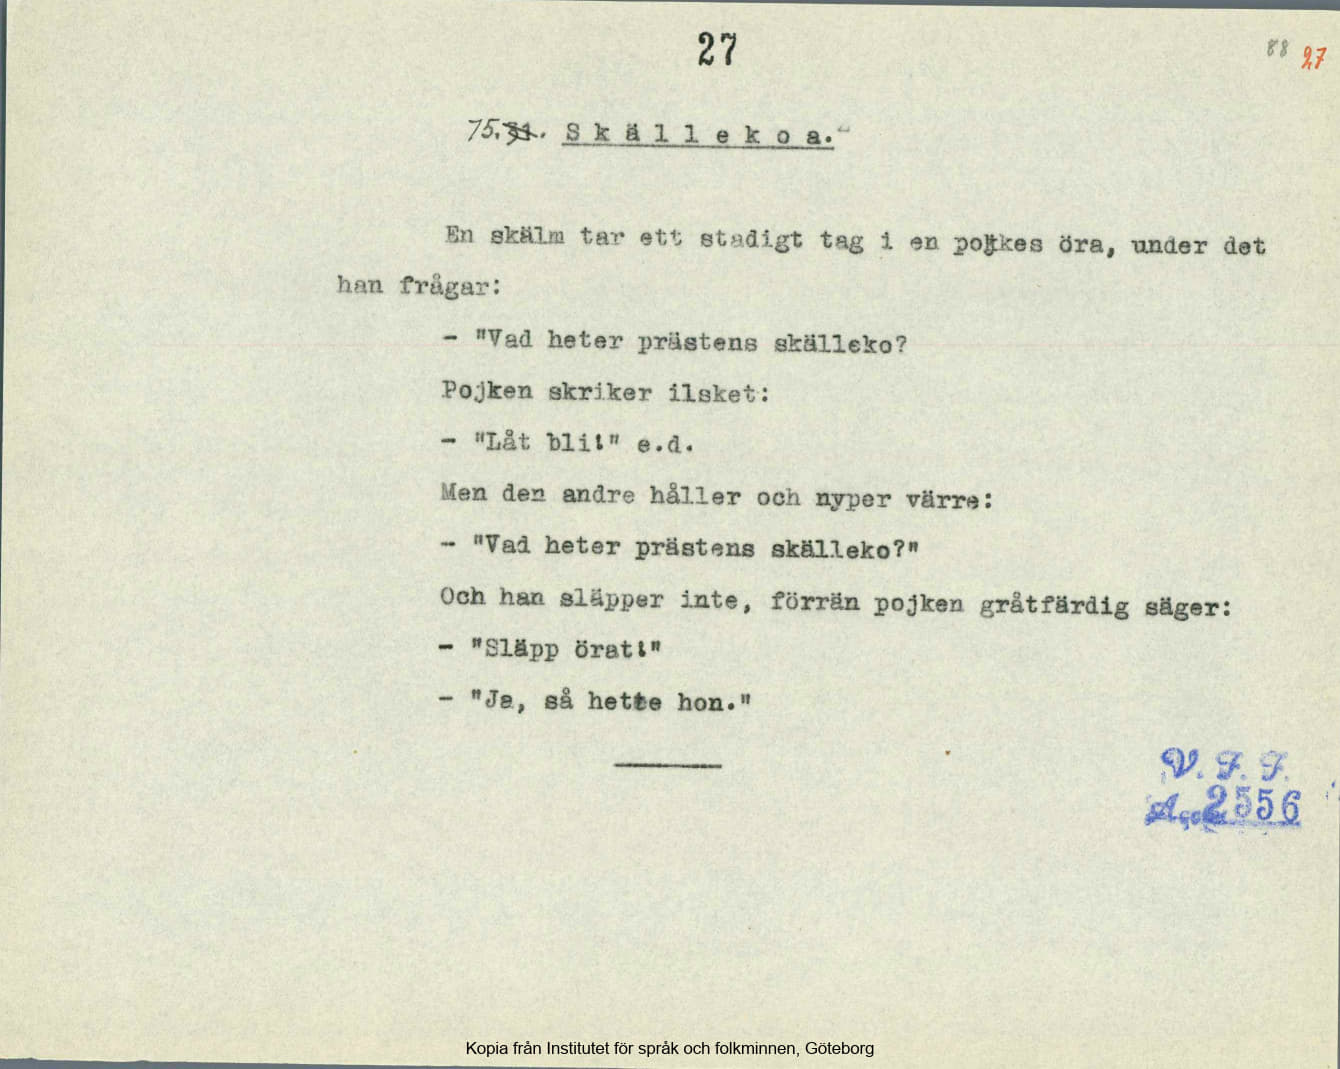 27
88 27
75. 31. Skällekoa.
En skälm tar ett stadigt tag i en pojkes öra, under det
han frågar:
- "Vad heter prästens skälleko?
Pojken skriker ilsket:
- "Låt bli!" e.d.
Men den andre håller och nyper värre:
- "Vad heter prästens skälleko?"
Och han släpper inte, förrän pojken gråtfärdig säger:
- "Släpp örat!"
- "Ja, så hette hon."
V. F. F.
Acc. 2556
Kopia från Institutet för språk och folkminnen, Göteborg